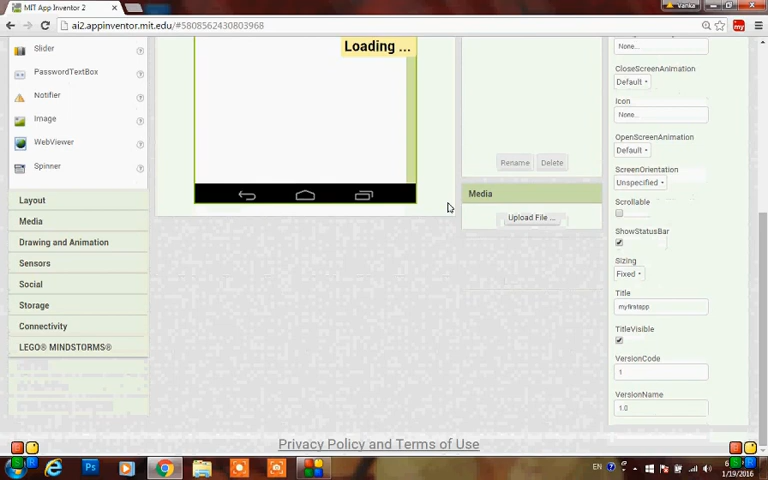 MIT App Inventor 2
Vanka
ai2.appinventor.mit.edu/#5808562430803968
my
Slider
PasswordTextBox
Notifier
Image
WebViewer
Spinner
Layout
Media
Drawing and Animation
Sensors
Social
Storage
Connectivity
LEGO® MINDSTORMS®
Loading ...
Rename
Delete
Media
Upload File ...
None...
CloseScreenAnimation
Default
Icon
None...
OpenScreenAnimation
Default
ScreenOrientation
Unspecified
Scrollable
ShowStatusBar
Sizing
Fixed
Title
myfirstapp
TitleVisible
VersionCode
1
VersionName
1.0
Privacy Policy and Terms of Use
Ps
EN
1/19/2016